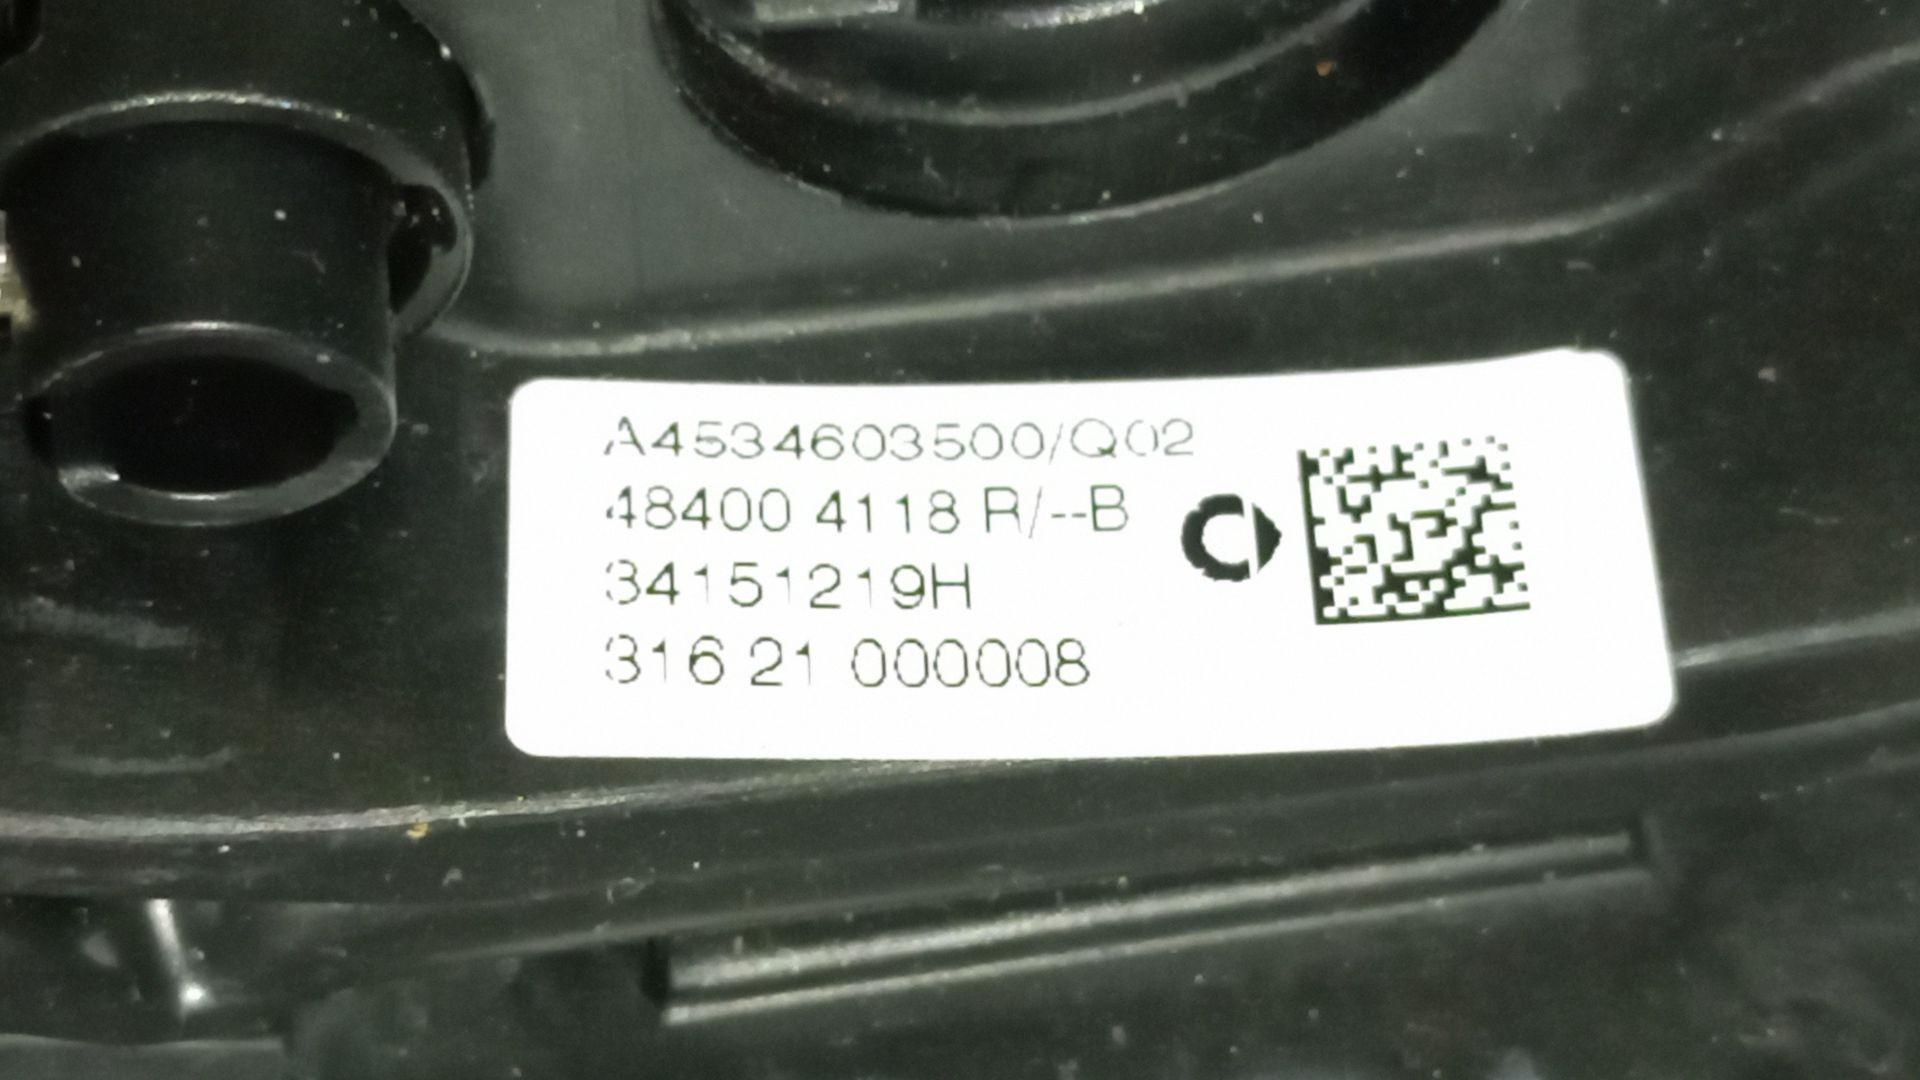 A4534603500/Q02
48400 4118 R/--B
34151219H
316 21 000008